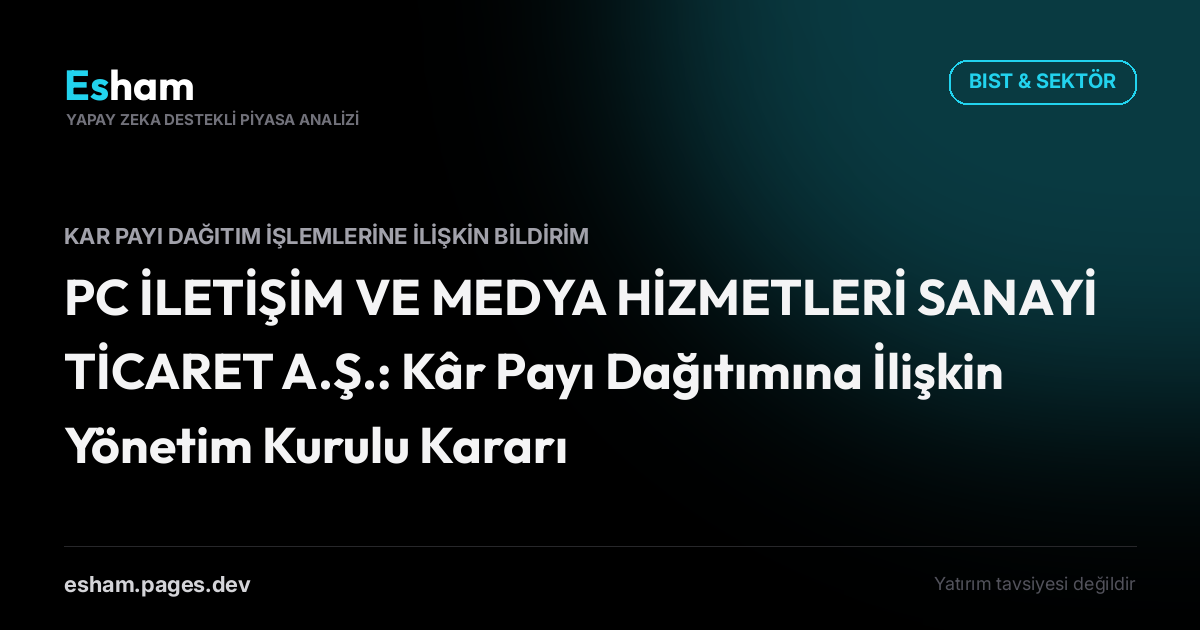 Esham
YAPAY ZEKA DESTEKLİ PİYASA ANALİZİ
BIST & SEKTÖR
KAR PAYI DAĞITIM İŞLEMLERİNE İLİŞKİN BİLDİRİM
PC İLETİŞİM VE MEDYA HİZMETLERİ SANAYİ
TİCARET A.Ş.: Kâr Payı Dağıtımına İlişkin
Yönetim Kurulu Kararı
esham.pages.dev
Yatırım tavsiyesi değildir